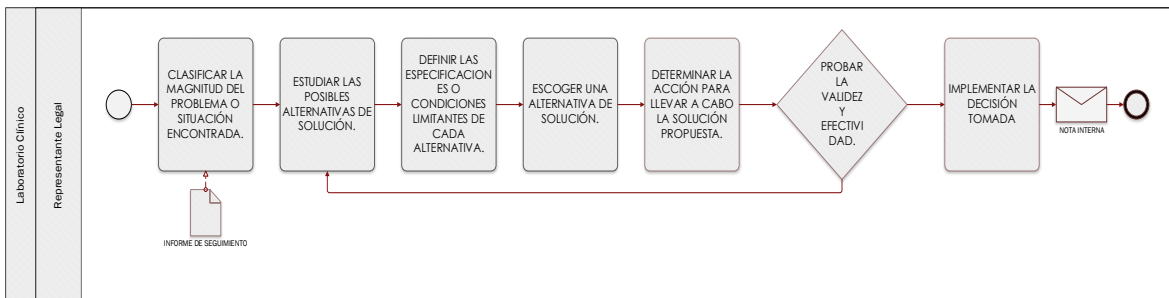 Laboratorio Clínico
Representante Legal
CLASIFICAR LA
MAGNITUD DEL
PROBLEMA O
SITUACIÓN
ENCONTRADA.
ESTUDIAR LAS
POSIBLES
ALTERNATIVAS DE
SOLUCIÓN.
DEFINIR LAS
ESPECIFICACION
ES O
CONDICIONES
LIMITANTES DE
CADA
ALTERNATIVA.
ESCOGER UNA
ALTERNATIVA DE
SOLUCIÓN.
DETERMINAR LA
ACCIÓN PARA
LLEVAR A CABO
LA SOLUCIÓN
PROPUESTA.
PROBAR
LA
VALIDEZ
Y
EFECTIVI
DAD.
IMPLEMENTAR LA
DECISIÓN
TOMADA
NOTA INTERNA
INFORME DE SEGUIMIENTO